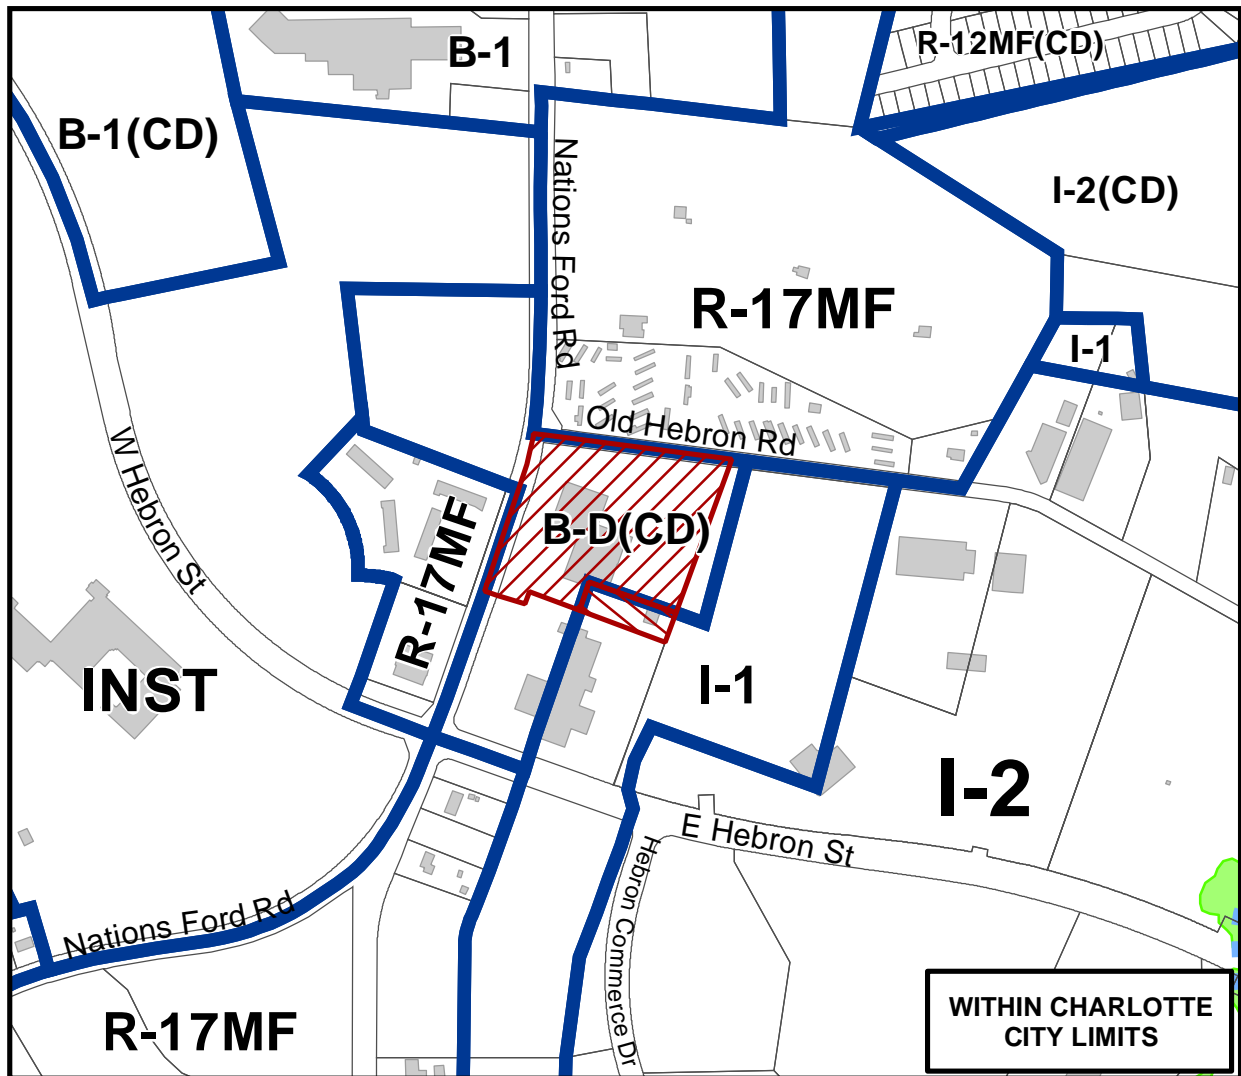 B-1
R-12MF(CD)
B-1(CD)
I-2(CD)
Nations Ford Rd
R-17MF
I-1
Old Hebron Rd
W Hebron St
B-D(CD)
R-17MF
INST
I-1
I-2
E Hebron St
Hebron Commerce Dr
Nations Ford Rd
R-17MF
WITHIN CHARLOTTE
CITY LIMITS